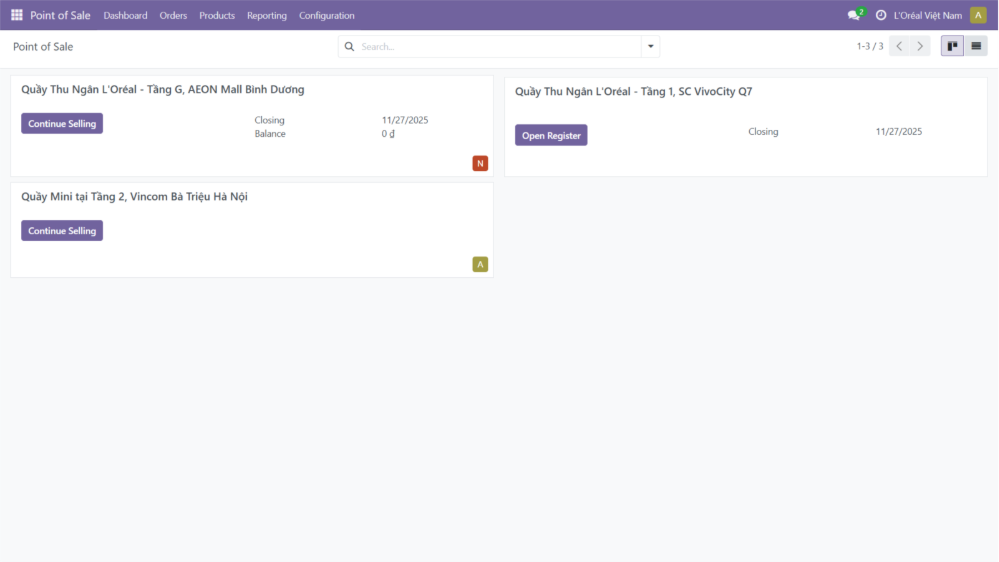 Point of Sale Dashboard Orders Products Reporting Configuration 2 L'Oréal Việt Nam A
Point of Sale Search... 1-3 / 3
Quầy Thu Ngân L'Oréal - Tầng G, AEON Mall Bình Dương
Continue Selling
Closing 11/27/2025
Balance 0 ₫
N
Quầy Thu Ngân L'Oréal - Tầng 1, SC VivoCity Q7
Open Register
Closing 11/27/2025
Quầy Mini tại Tầng 2, Vincom Bà Triệu Hà Nội
Continue Selling
A